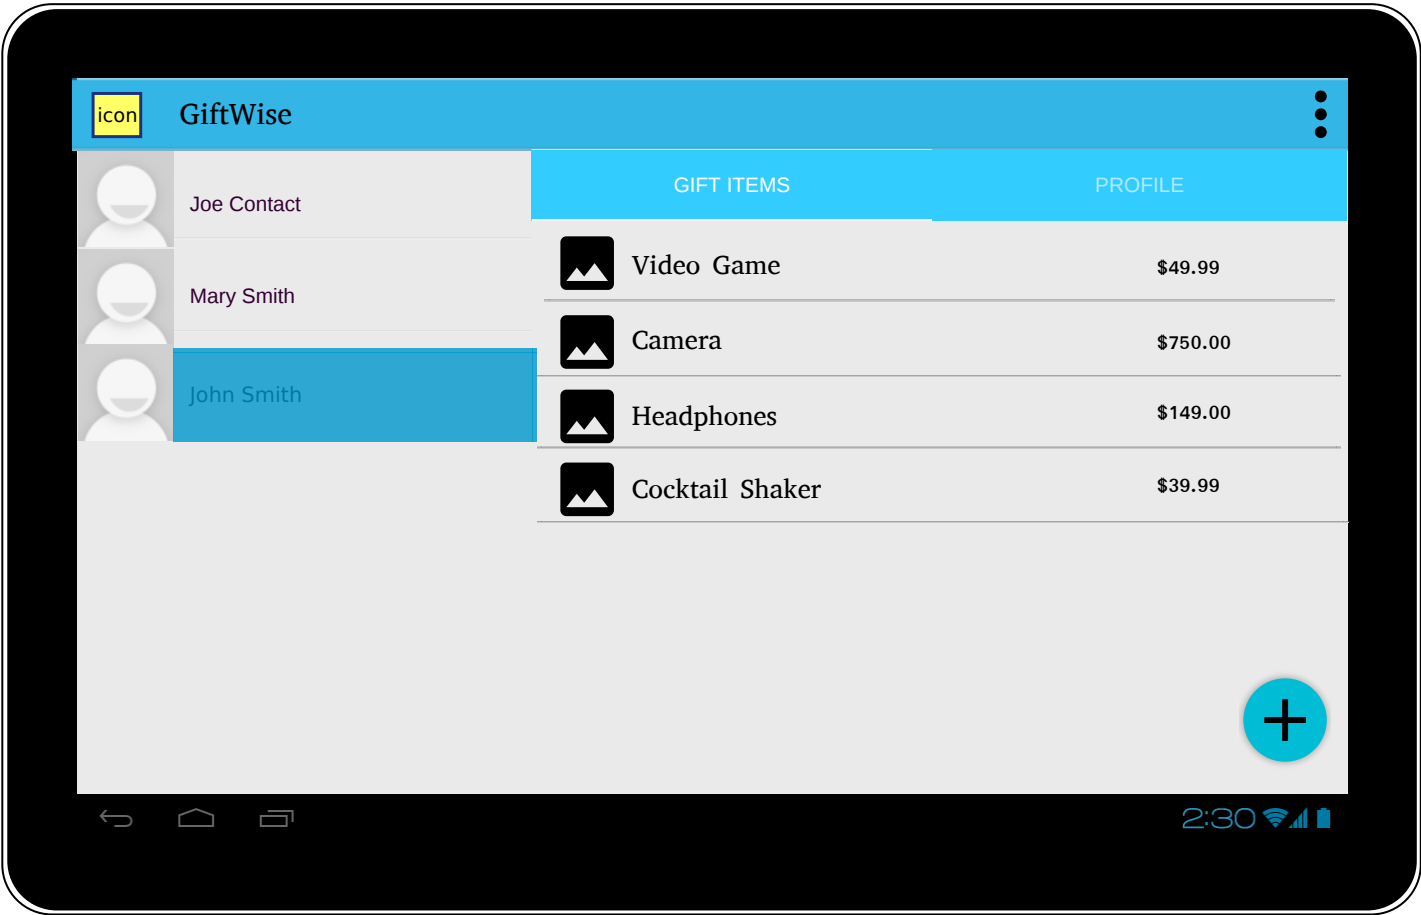 icon
GiftWise
Joe Contact
Mary Smith
John Smith
GIFT ITEMS
PROFILE
Video Game
$49.99
Camera
$750.00
Headphones
$149.00
Cocktail Shaker
$39.99
2:30